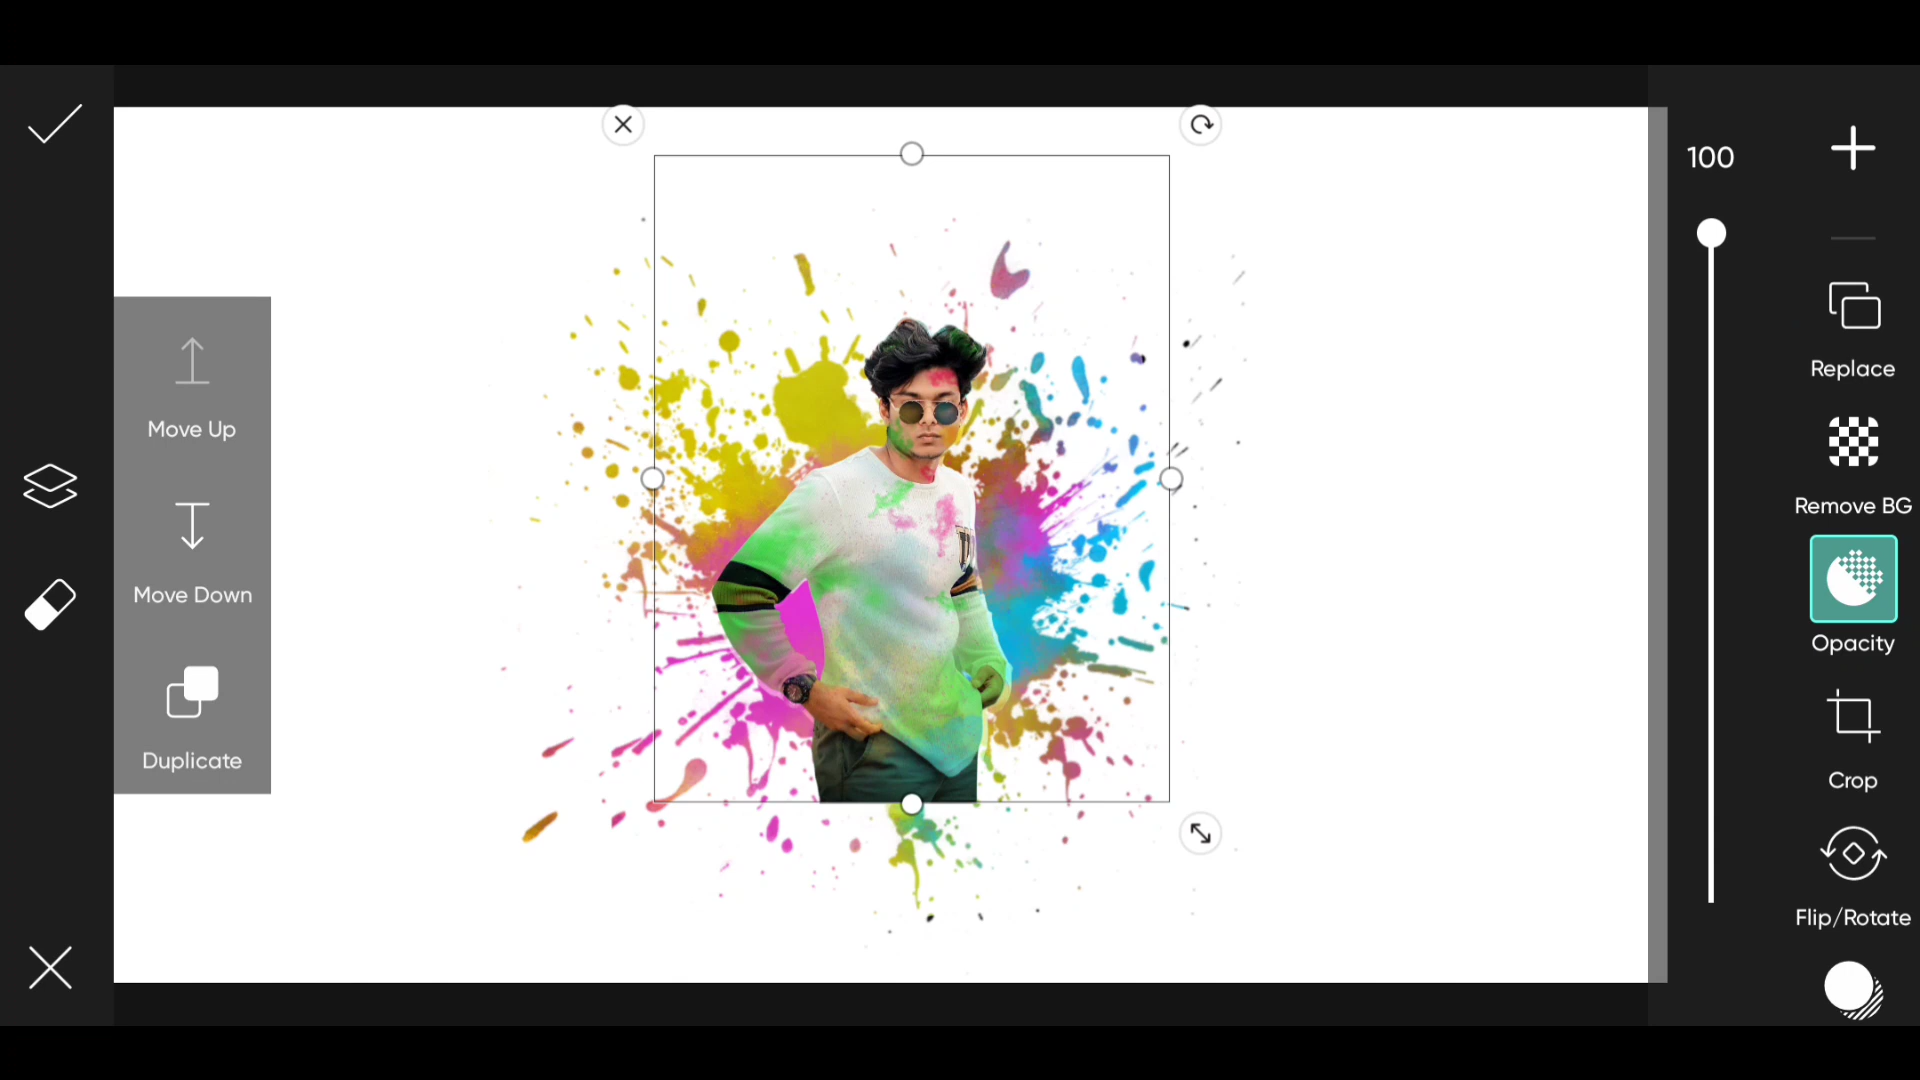 Move Up
Move Down
Duplicate
100
Replace
Remove BG
Opacity
Crop
Flip/Rotate